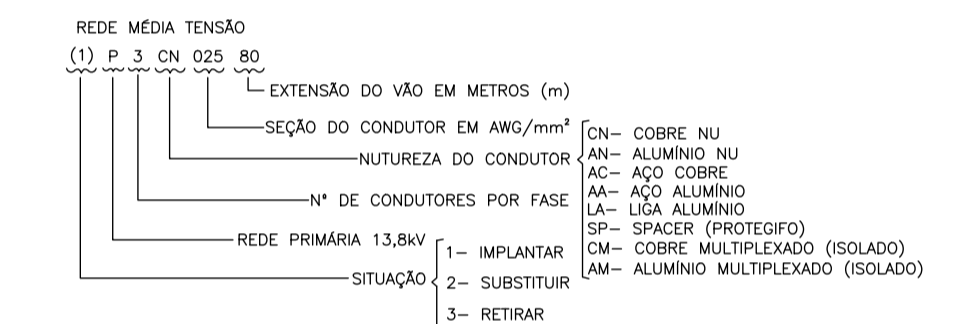 REDE MÉDIA TENSÃO
(1) P 3 CN 025 80
EXTENSÃO DO VÃO EM METROS (m)
SEÇÃO DO CONDUTOR EM AWG/mm²
NUTUREZA DO CONDUTOR
CN– COBRE NU
AN– ALUMÍNIO NU
AC– AÇO COBRE
AA– AÇO ALUMÍNIO
LA– LIGA ALUMÍNIO
SP– SPACER (PROTEGIFO)
CM– COBRE MULTIPLEXADO (ISOLADO)
AM– ALUMÍNIO MULTIPLEXADO (ISOLADO)
N° DE CONDUTORES POR FASE
REDE PRIMÁRIA 13,8kV
SITUAÇÃO
1– IMPLANTAR
2– SUBSTITUIR
3– RETIRAR